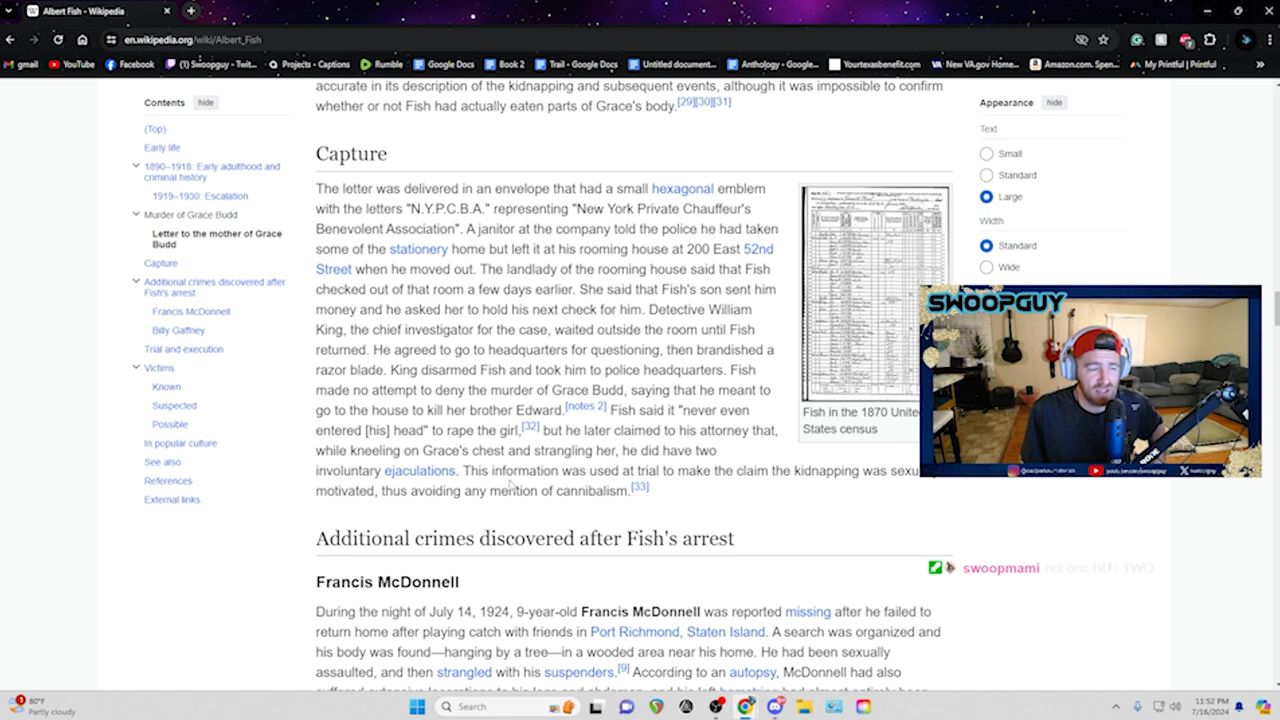 Albert Fish - Wikipedia
en.wikipedia.org/wiki/Albert_Fish
gmail YouTube Facebook (1) Swoopguy - Twit... Projects - Captions Rumble Google Docs Book 2 Trail - Google Docs Untitled document... Anthology - Google... Yourtexasbenefit.com New VA.gov Home... Amazon.com. Spen... My Printful | Printful
accurate in its description of the kidnapping and subsequent events, although it was impossible to confirm
whether or not Fish had actually eaten parts of Grace's body.[29][30][31]
Contents hide
(Top)
Early life
1890–1918: Early adulthood and
criminal history
1919–1930: Escalation
Murder of Grace Budd
Letter to the mother of Grace
Budd
Capture
Additional crimes discovered after
Fish's arrest
Francis McDonnell
Billy Gaffney
Trial and execution
Victims
Known
Suspected
Possible
In popular culture
See also
References
External links
Capture
The letter was delivered in an envelope that had a small hexagonal emblem
with the letters "N.Y.P.C.B.A." representing "New York Private Chauffeur's
Benevolent Association". A janitor at the company told the police he had taken
some of the stationery home but left it at his rooming house at 200 East 52nd
Street when he moved out. The landlady of the rooming house said that Fish
checked out of that room a few days earlier. She said that Fish's son sent him
money and he asked her to hold his next check for him. Detective William
King, the chief investigator for the case, waited outside the room until Fish
returned. He agreed to go to headquarters for questioning, then brandished a
razor blade. King disarmed Fish and took him to police headquarters. Fish
made no attempt to deny the murder of Grace Budd, saying that he meant to
go to the house to kill her brother Edward.[notes 2] Fish said it "never even
entered [his] head" to rape the girl,[32] but he later claimed to his attorney that,
while kneeling on Grace's chest and strangling her, he did have two
involuntary ejaculations. This information was used at trial to make the claim the kidnapping was sexu
motivated, thus avoiding any mention of cannibalism.[33]
Fish in the 1870 Unite
States census
Additional crimes discovered after Fish's arrest
Francis McDonnell
During the night of July 14, 1924, 9-year-old Francis McDonnell was reported missing after he failed to
return home after playing catch with friends in Port Richmond, Staten Island. A search was organized and
his body was found—hanging by a tree—in a wooded area near his home. He had been sexually
assaulted, and then strangled with his suspenders.[9] According to an autopsy, McDonnell had also
Appearance hide
Text
Small
Standard
Large
Width
Standard
Wide
SWOOPGUY
swoopmami not one BUT TWO
80°F
Partly cloudy
Search
11:52 PM
7/16/2024